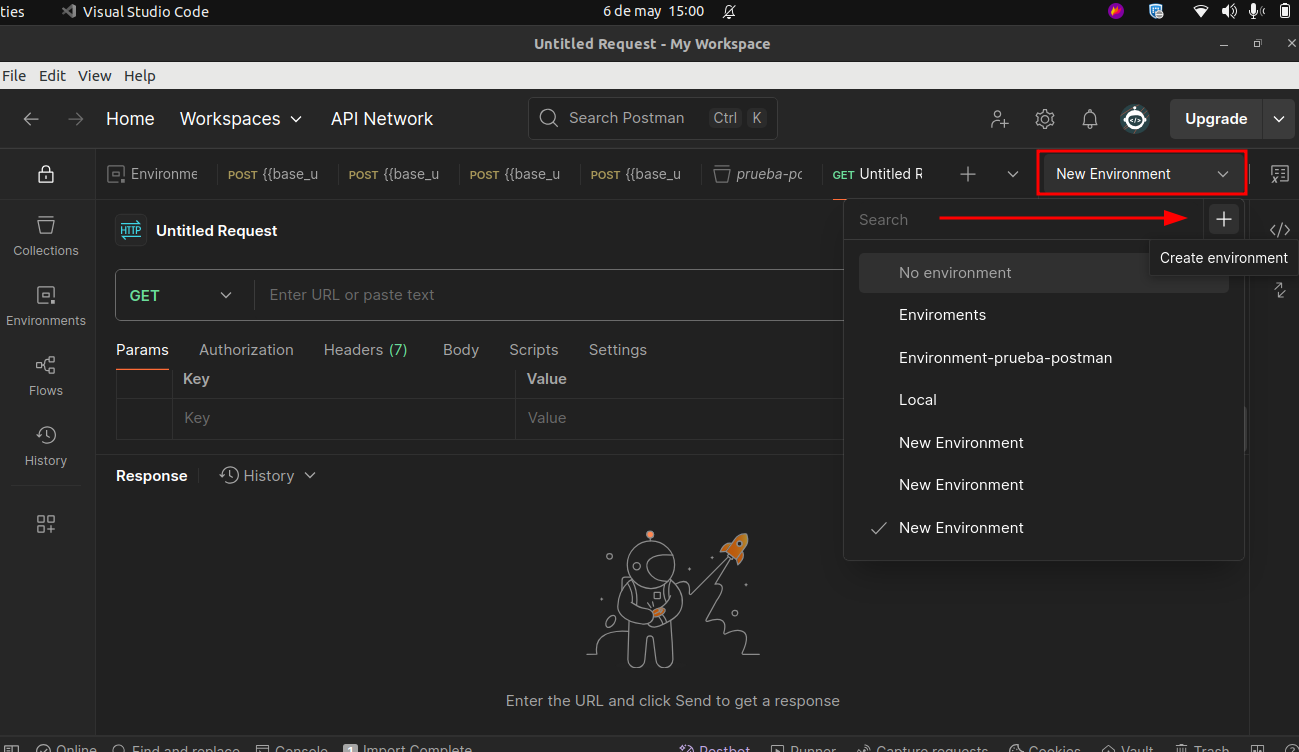 ties Visual Studio Code 6 de may 15:00
Untitled Request - My Workspace
File Edit View Help
Home Workspaces API Network Search Postman Ctrl K Upgrade
Environme POST {{base_u POST {{base_u POST {{base_u POST {{base_u prueba-pc GET Untitled R New Environment
HTTP Untitled Request
Search
Create environment
Collections
Environments
Flows
History
GET Enter URL or paste text
Params Authorization Headers (7) Body Scripts Settings
Key Value
Key Value
No environment
Enviroments
Environment-prueba-postman
Local
New Environment
New Environment
New Environment
Response History
Enter the URL and click Send to get a response
Online Find and replace Console 1 Import Complete Postbot Runner Capture requests Cookies Vault Trash